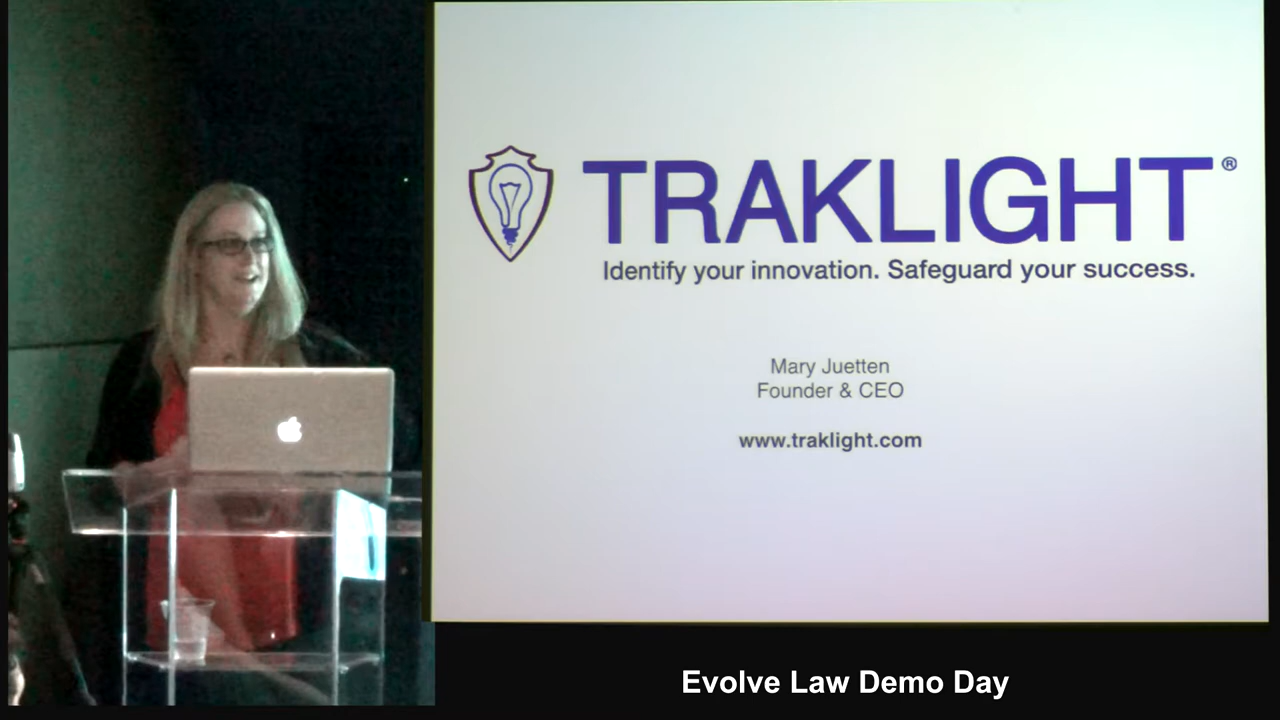 TRAKLIGHT®
Identify your innovation. Safeguard your success.
Mary Juetten
Founder & CEO
www.traklight.com
Evolve Law Demo Day